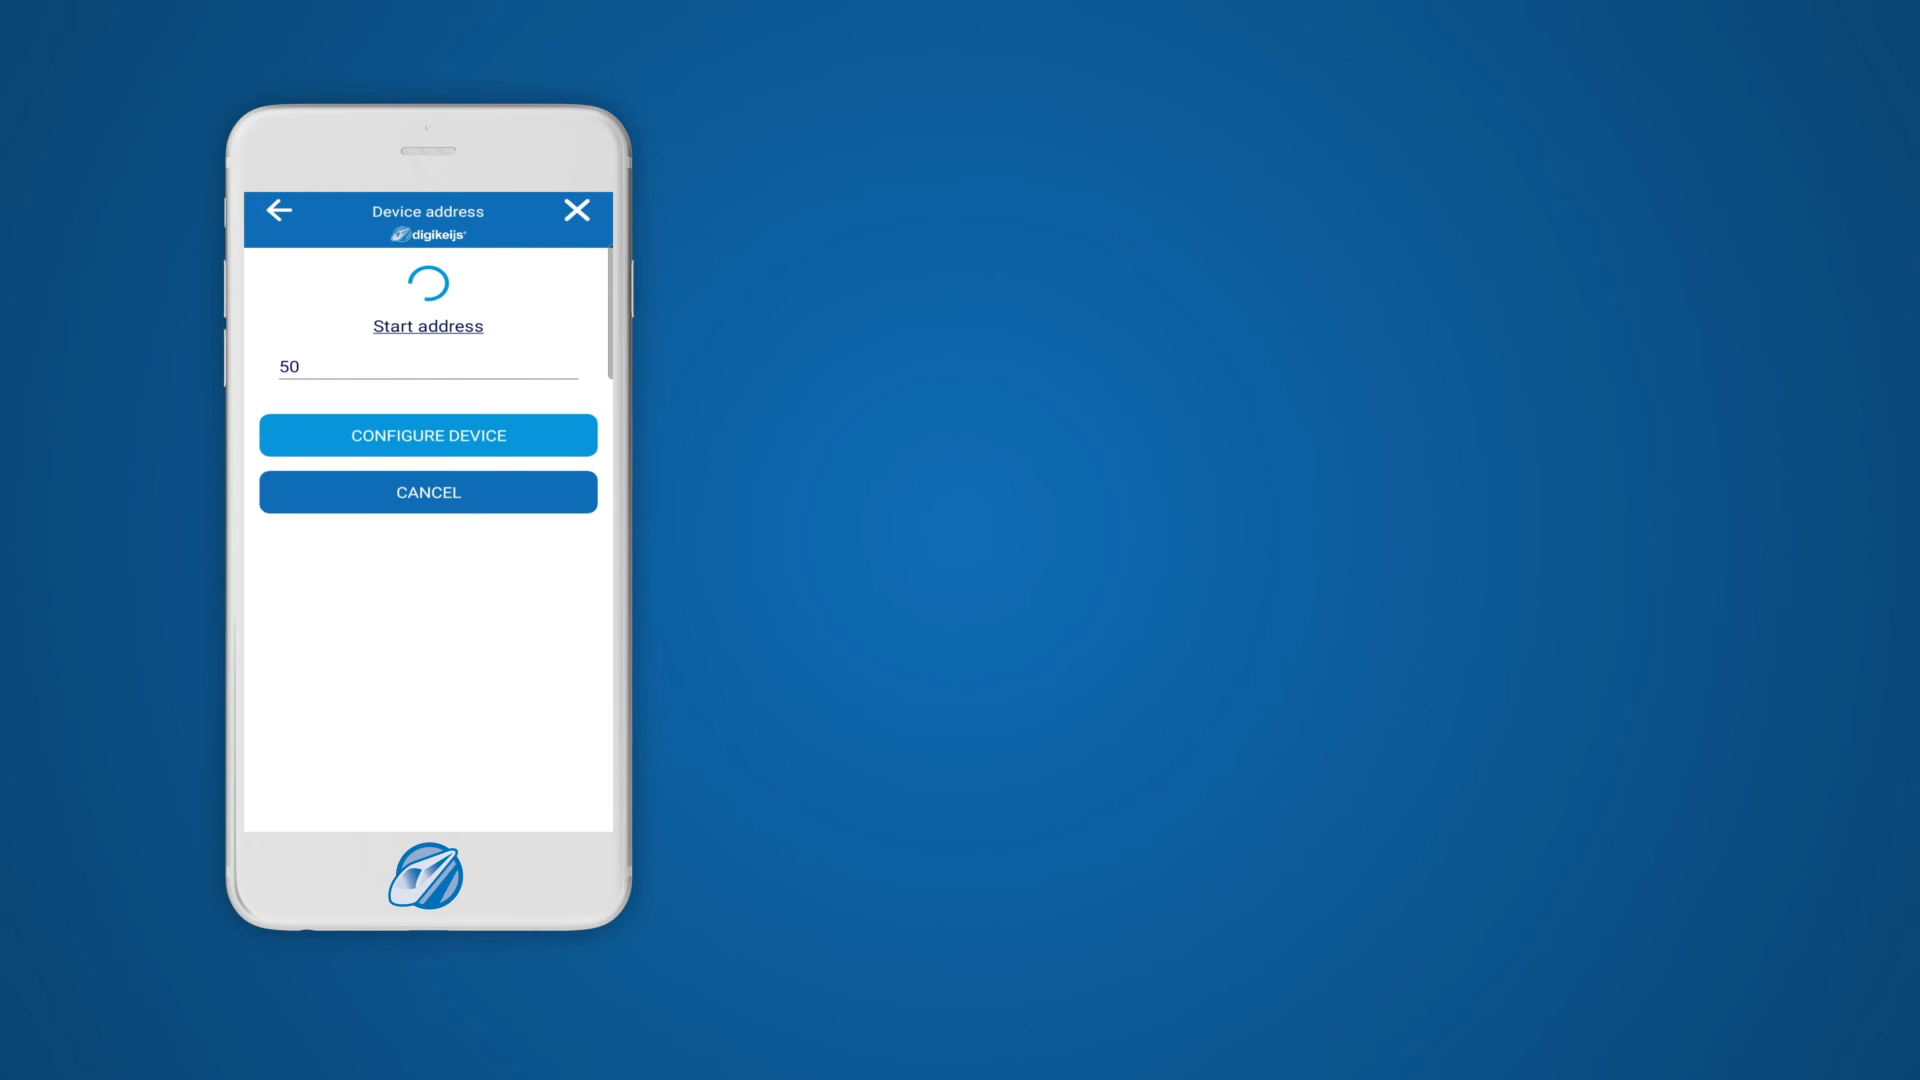 Device address
digikeijs
Start address
50
CONFIGURE DEVICE
CANCEL